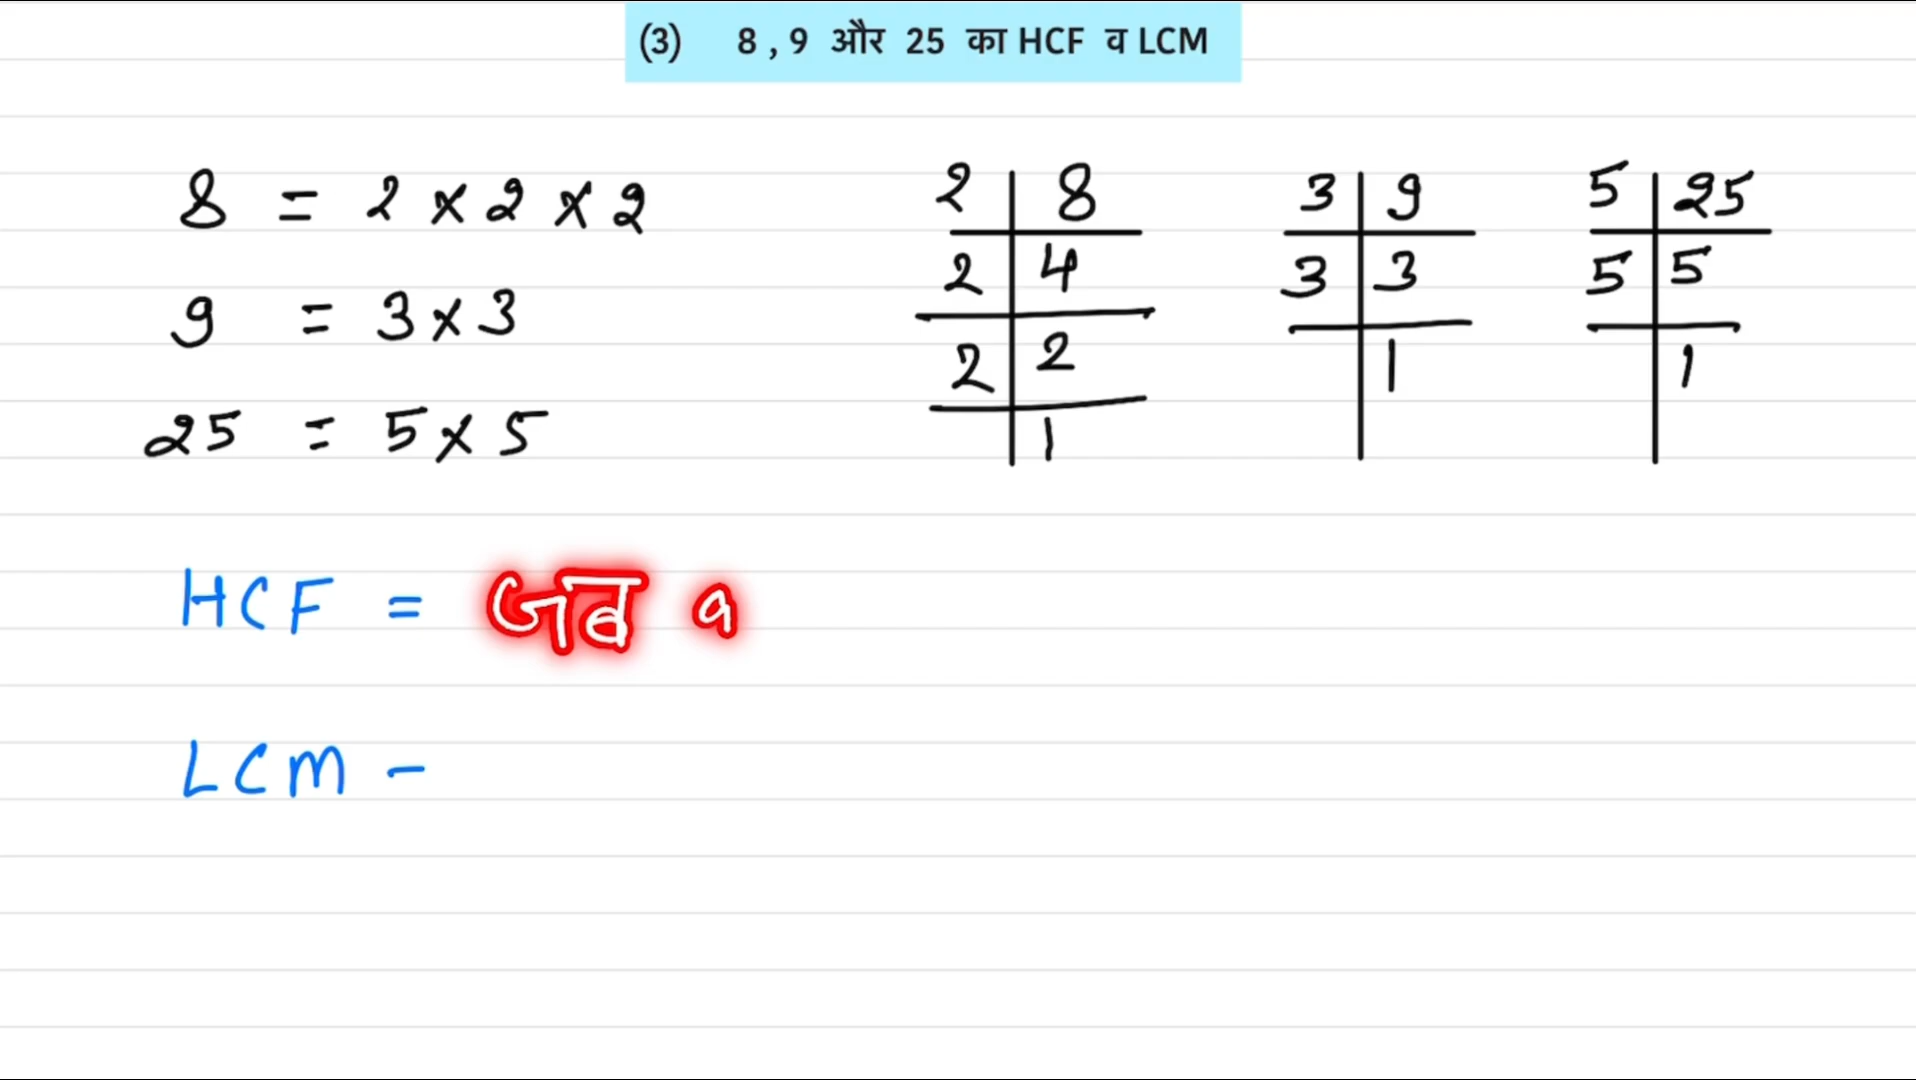 (3) 8 , 9 और 25 का HCF व LCM
8 = 2 × 2 × 2
9 = 3 × 3
25 = 5 × 5
2 | 8
2 | 4
2 | 2
1
3 | 9
3 | 3
1
5 | 25
5 | 5
1
HCF = जब
LCM -